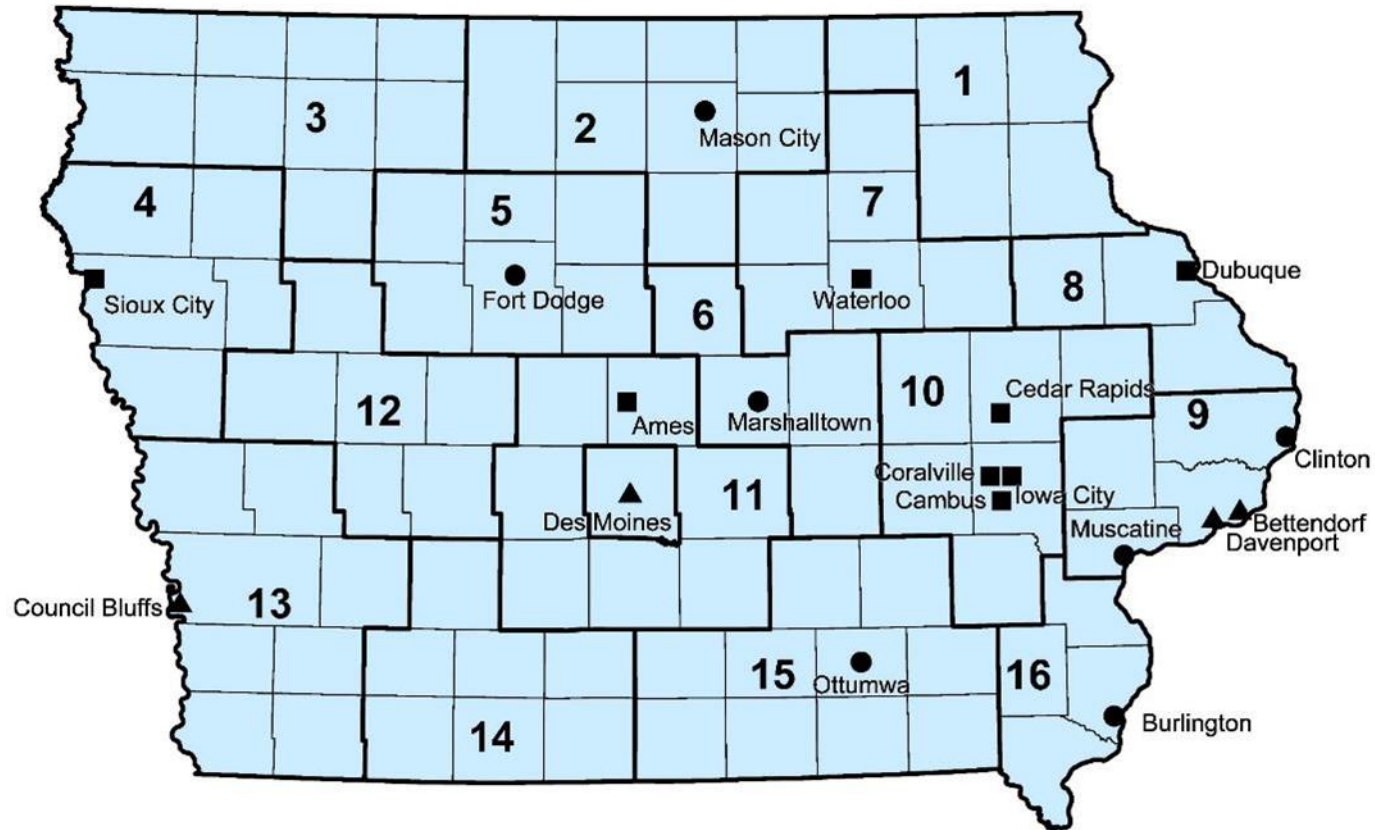 1
3
2
Mason City
4
5
7
Sioux City
Fort Dodge
6
Waterloo
8
Dubuque
12
Ames
Marshalltown
10
Cedar Rapids
9
Clinton
Coralville
Cambus
Iowa City
Des Moines
11
Muscatine
Bettendorf
Davenport
Council Bluffs
13
15
Ottumwa
16
14
Burlington